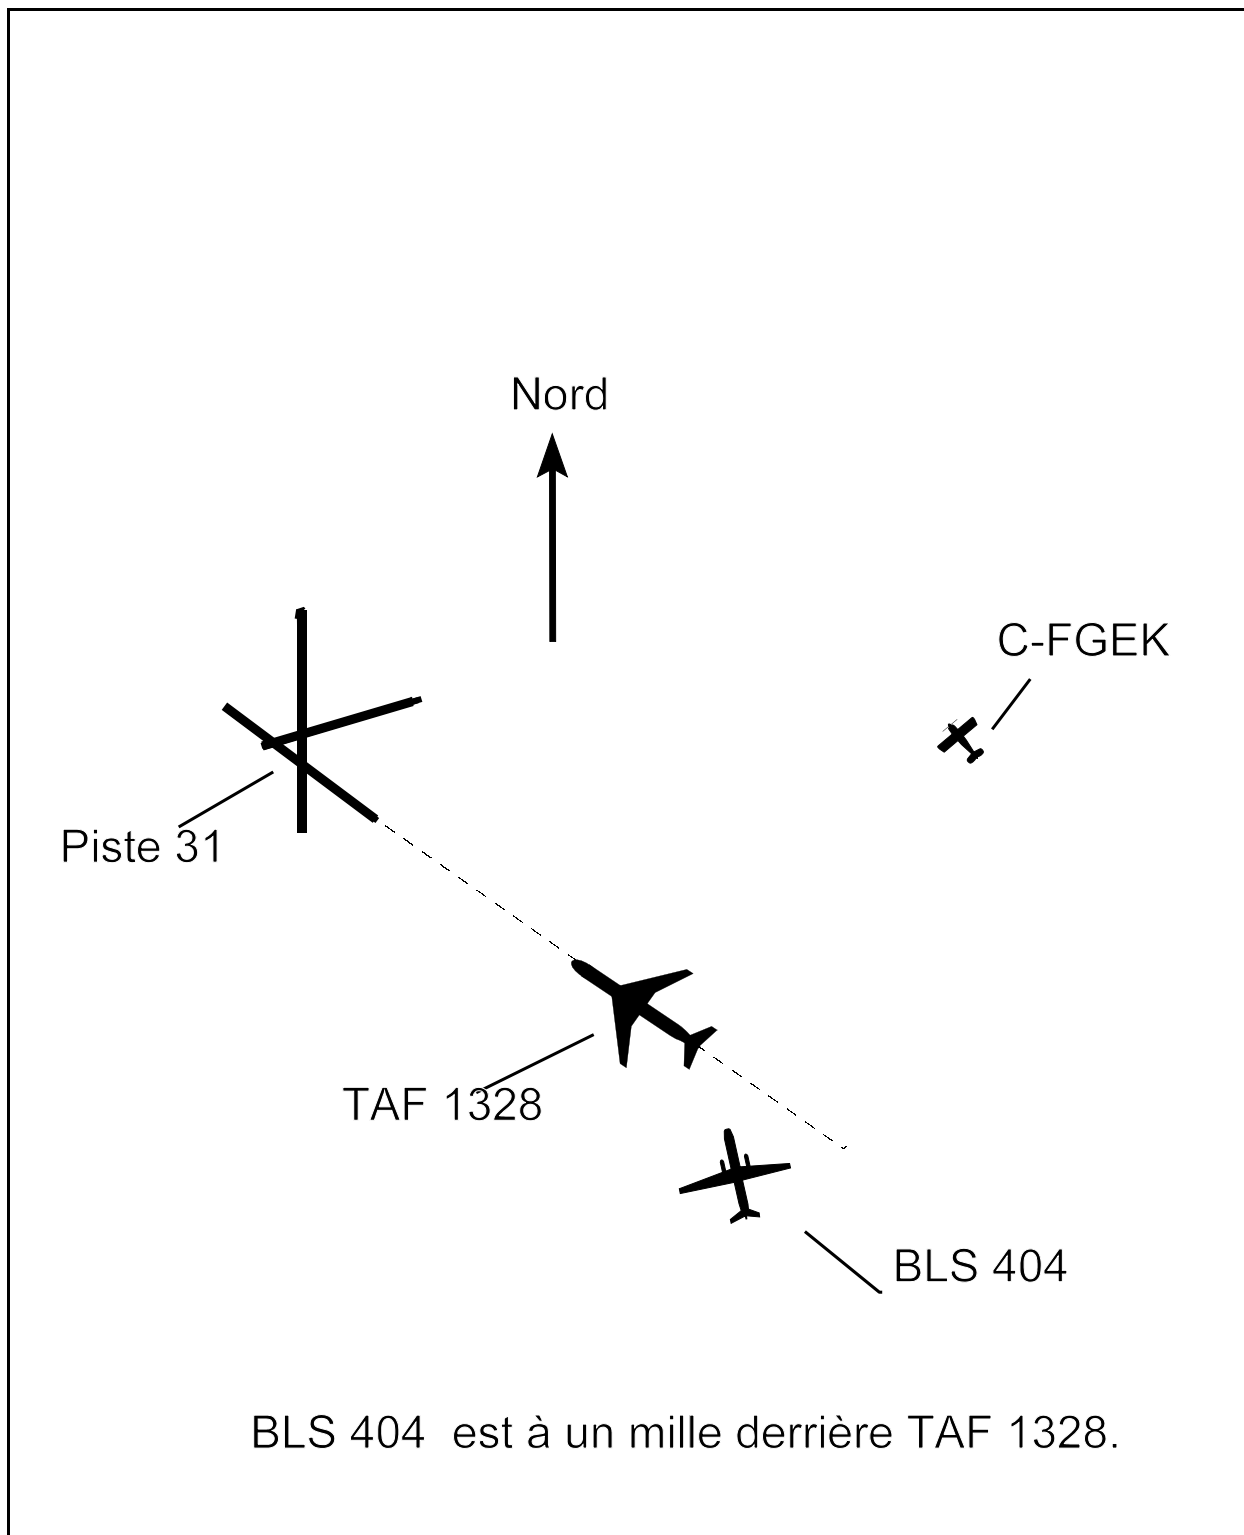 Nord
C-FGEK
Piste 31
TAF 1328
BLS 404
BLS 404 est à un mille derrière TAF 1328.